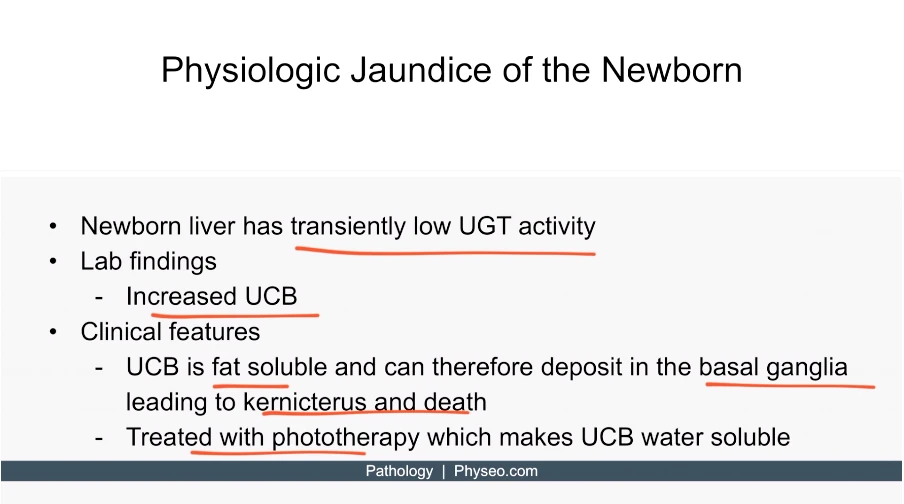 Physiologic Jaundice of the Newborn
• Newborn liver has transiently low UGT activity
• Lab findings
- Increased UCB
• Clinical features
- UCB is fat soluble and can therefore deposit in the basal ganglia
leading to kernicterus and death
- Treated with phototherapy which makes UCB water soluble
Pathology | Physeo.com